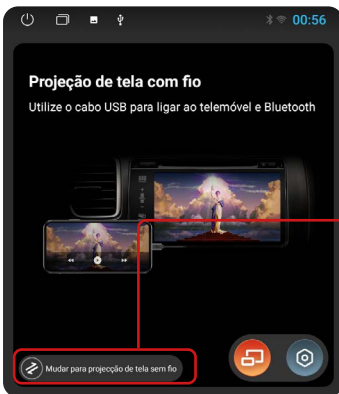 00:56
Projeção de tela com fio
Utilize o cabo USB para ligar ao telemóvel e Bluetooth
Mudar para projecção de tela sem fio